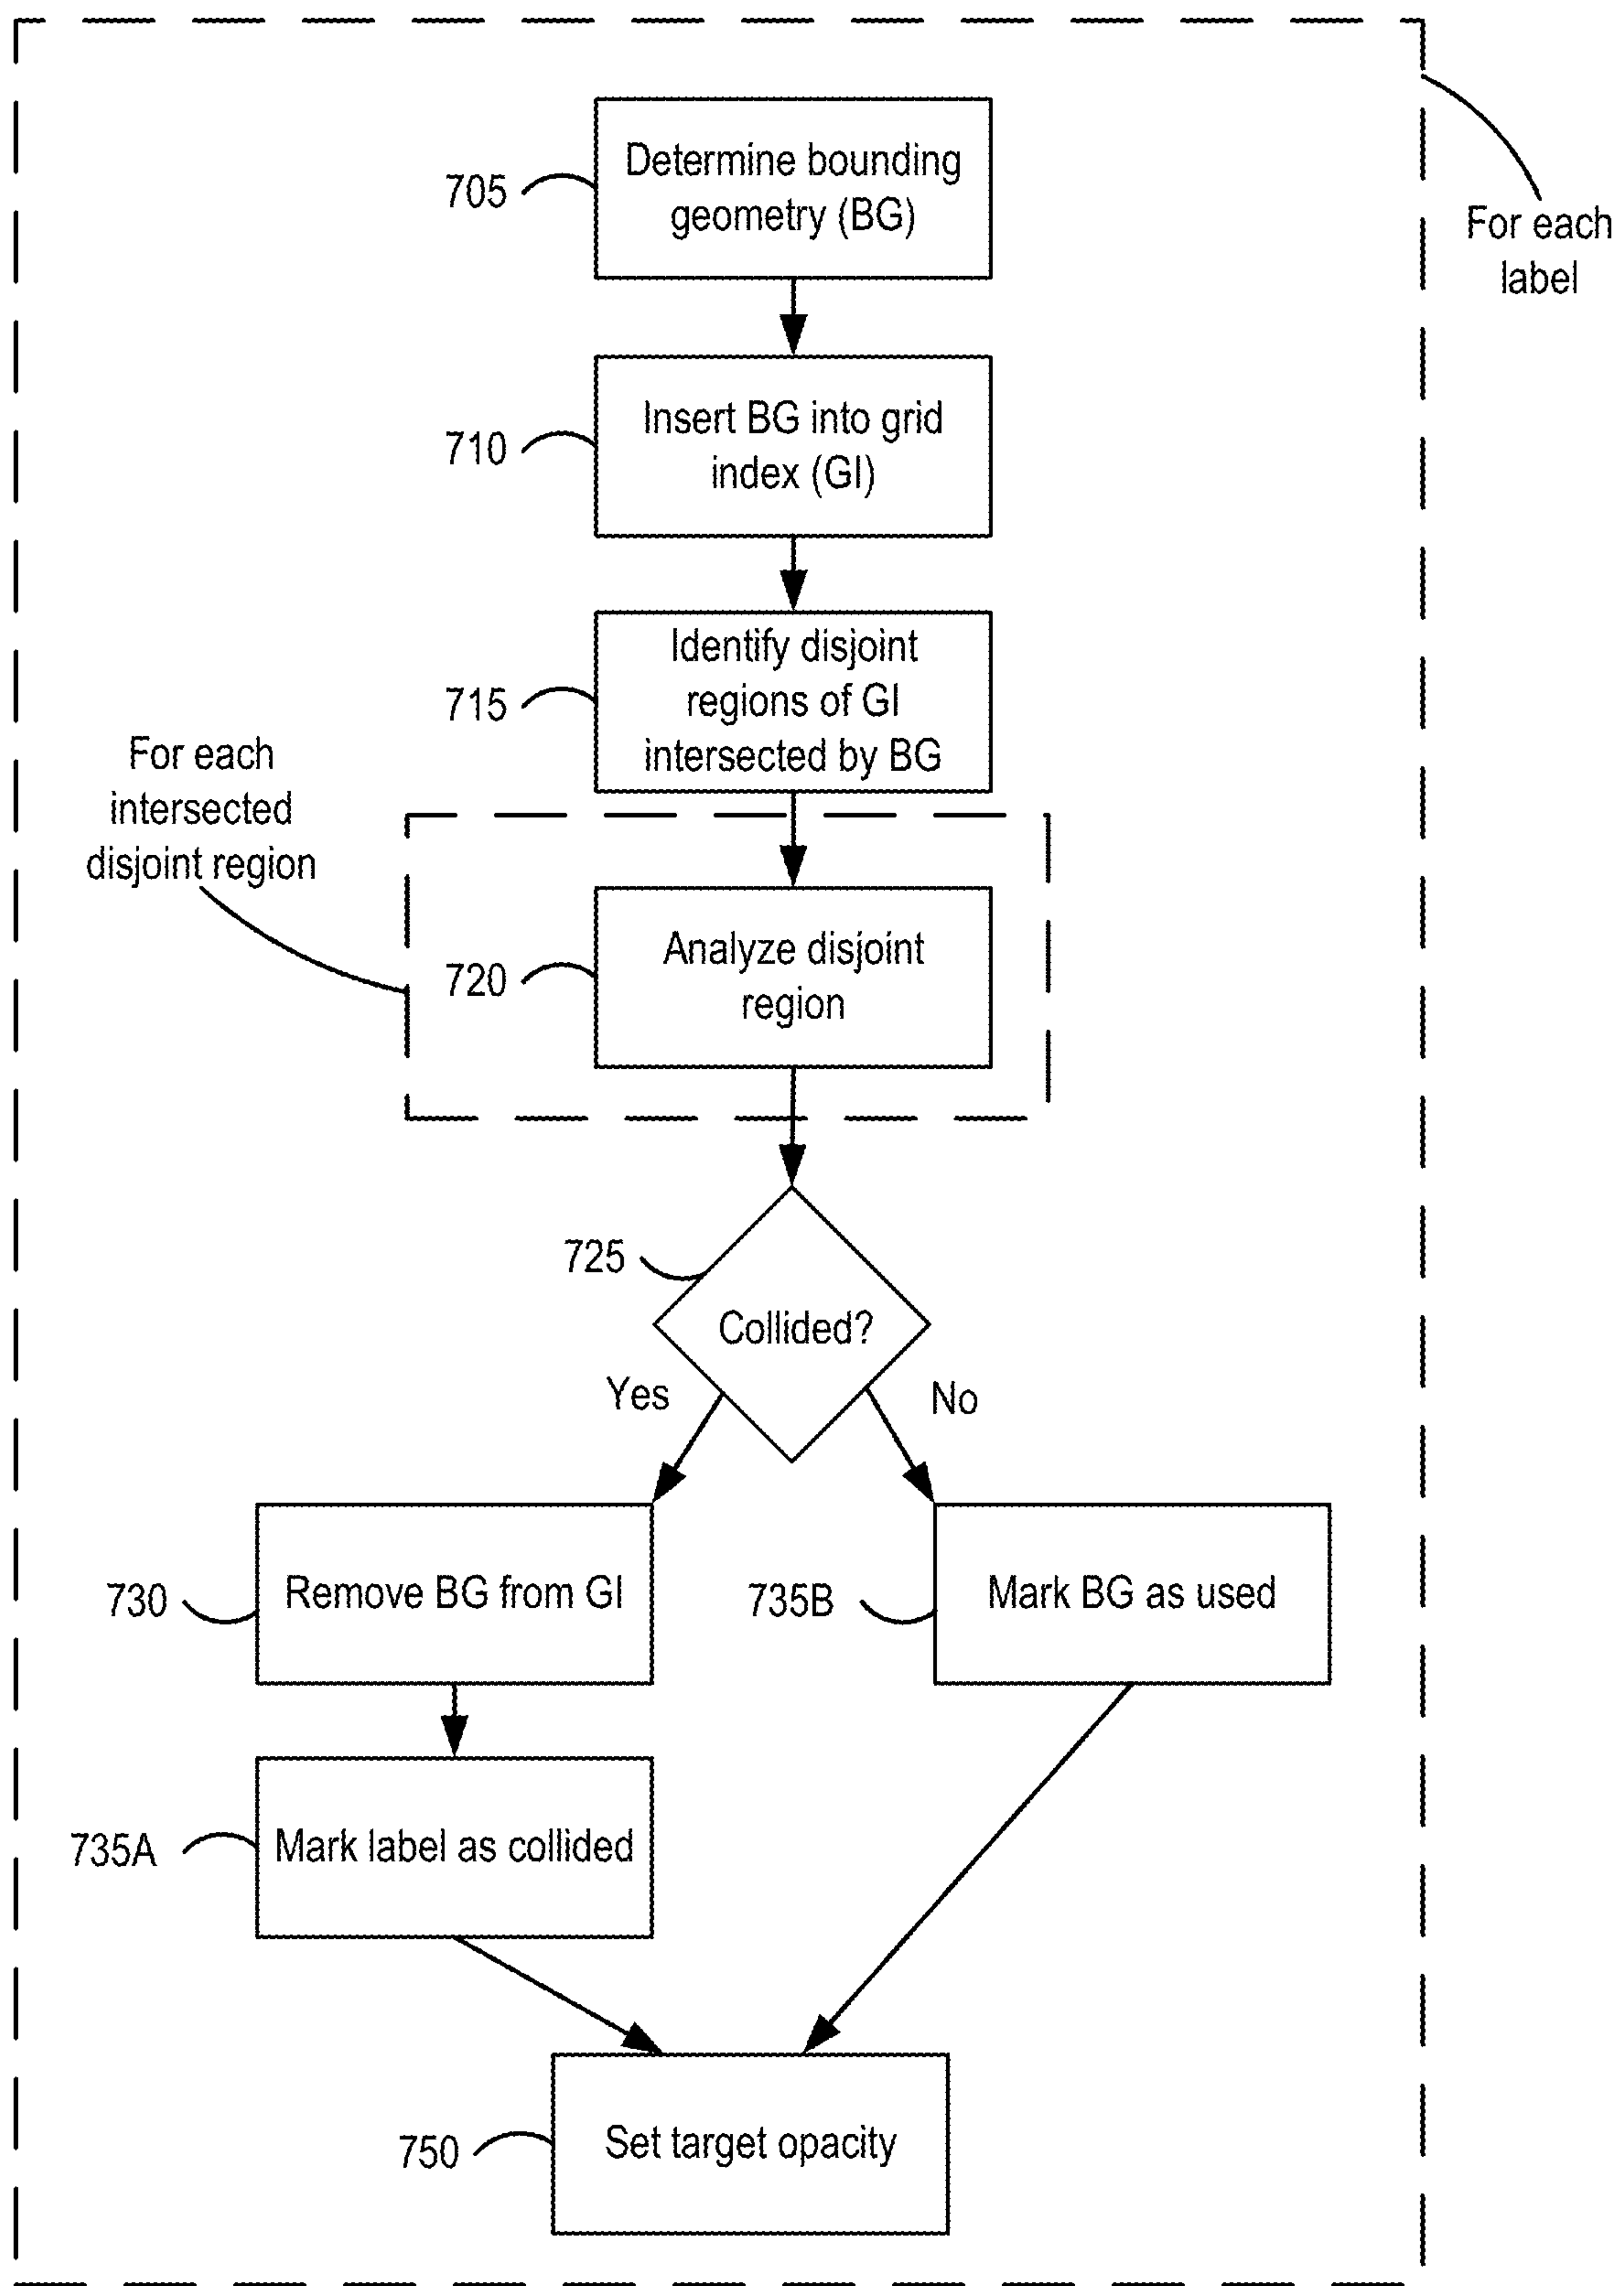 For each
label
705
Determine bounding
geometry (BG)
710
Insert BG into grid
index (GI)
715
Identify disjoint
regions of GI
intersected by BG
For each
intersected
disjoint region
720
Analyze disjoint
region
725
Collided?
Yes
No
730
Remove BG from GI
735B
Mark BG as used
735A
Mark label as collided
750
Set target opacity